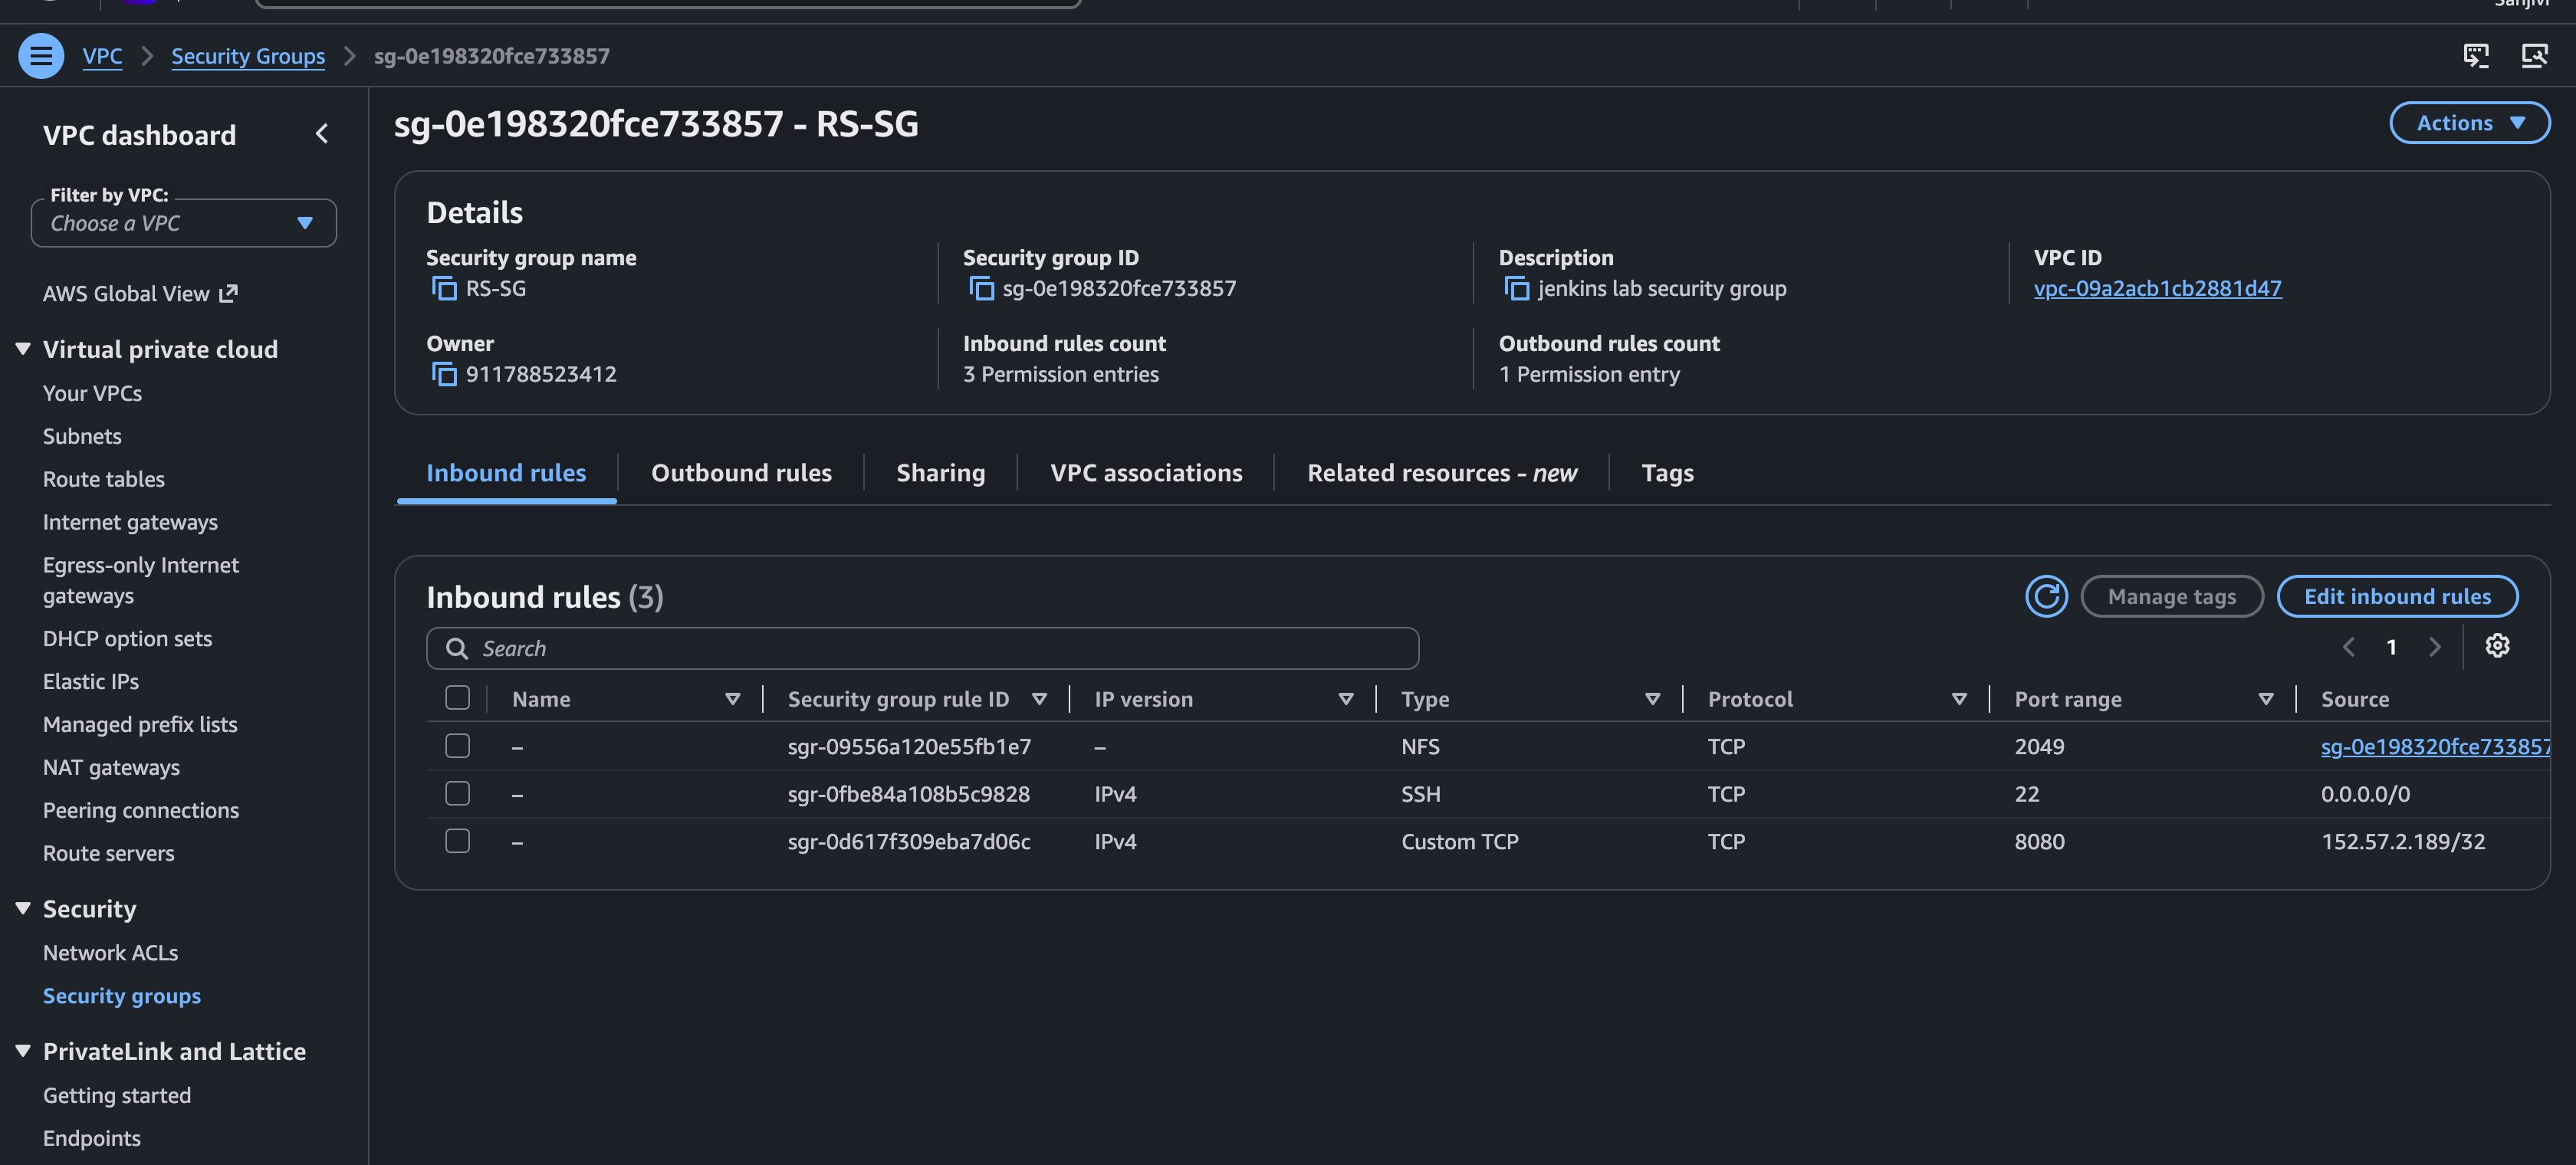 VPC
Security Groups
sg-0e198320fce733857
VPC dashboard
Filter by VPC:
Choose a VPC
AWS Global View
Virtual private cloud
Your VPCs
Subnets
Route tables
Internet gateways
Egress-only Internet
gateways
DHCP option sets
Elastic IPs
Managed prefix lists
NAT gateways
Peering connections
Route servers
Security
Network ACLs
Security groups
PrivateLink and Lattice
Getting started
Endpoints
sg-0e198320fce733857 - RS-SG
Actions
Details
Security group name
RS-SG
Security group ID
sg-0e198320fce733857
Description
jenkins lab security group
VPC ID
vpc-09a2acb1cb2881d47
Owner
911788523412
Inbound rules count
3 Permission entries
Outbound rules count
1 Permission entry
Inbound rules Outbound rules Sharing VPC associations Related resources - new Tags
Inbound rules (3)
Manage tags
Edit inbound rules
Search
1
Name Security group rule ID IP version Type Protocol Port range Source
– sgr-09556a120e55fb1e7 – NFS TCP 2049 sg-0e198320fce733857
– sgr-0fbe84a108b5c9828 IPv4 SSH TCP 22 0.0.0.0/0
– sgr-0d617f309eba7d06c IPv4 Custom TCP TCP 8080 152.57.2.189/32